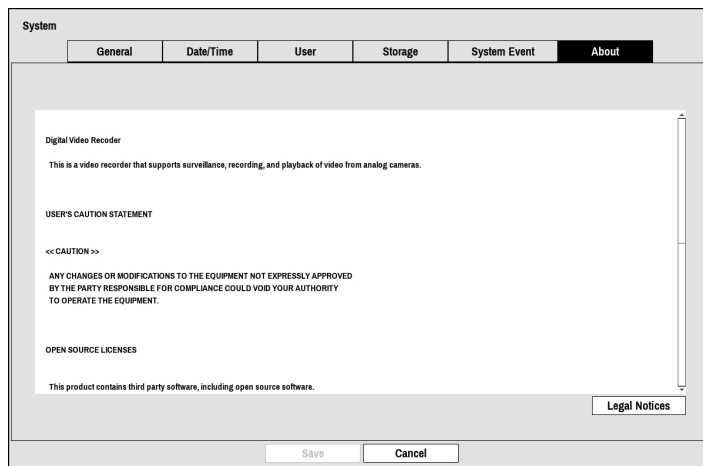 System
General Date/Time User Storage System Event About
Digital Video Recoder
This is a video recorder that supports surveillance, recording, and playback of video from analog cameras.
USER'S CAUTION STATEMENT
<< CAUTION >>
ANY CHANGES OR MODIFICATIONS TO THE EQUIPMENT NOT EXPRESSLY APPROVED
BY THE PARTY RESPONSIBLE FOR COMPLIANCE COULD VOID YOUR AUTHORITY
TO OPERATE THE EQUIPMENT.
OPEN SOURCE LICENSES
This product contains third party software, including open source software.
Legal Notices
Save Cancel